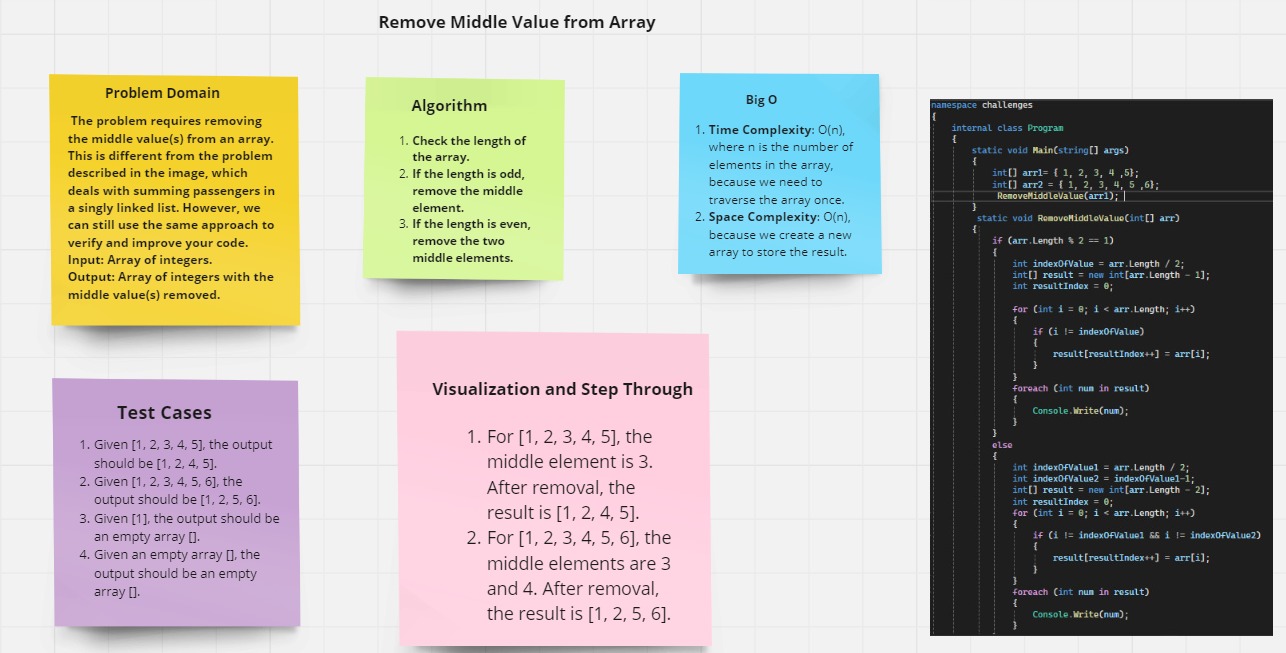 Remove Middle Value from Array
Problem Domain
The problem requires removing
the middle value(s) from an array.
This is different from the problem
described in the image, which
deals with summing passengers in
a singly linked list. However, we
can still use the same approach to
verify and improve your code.
Input: Array of integers.
Output: Array of integers with the
middle value(s) removed.
Algorithm
1. Check the length of
the array.
2. If the length is odd,
remove the middle
element.
3. If the length is even,
remove the two
middle elements.
Big O
1. Time Complexity: O(n),
where n is the number of
elements in the array,
because we need to
traverse the array once.
2. Space Complexity: O(n),
because we create a new
array to store the result.
Test Cases
1. Given [1, 2, 3, 4, 5], the output
should be [1, 2, 4, 5].
2. Given [1, 2, 3, 4, 5, 6], the
output should be [1, 2, 5, 6].
3. Given [1], the output should be
an empty array [].
4. Given an empty array [], the
output should be an empty
array [].
Visualization and Step Through
1. For [1, 2, 3, 4, 5], the
middle element is 3.
After removal, the
result is [1, 2, 4, 5].
2. For [1, 2, 3, 4, 5, 6], the
middle elements are 3
and 4. After removal,
the result is [1, 2, 5, 6].
namespace challenges
{
internal class Program
{
static void Main(string[] args)
{
int[] arr1= { 1, 2, 3, 4 ,5};
int[] arr2 = { 1, 2, 3, 4, 5 ,6};
RemoveMiddleValue(arr1);
}
static void RemoveMiddleValue(int[] arr)
{
if (arr.Length % 2 == 1)
{
int indexOfValue = arr.Length / 2;
int[] result = new int[arr.Length - 1];
int resultIndex = 0;
for (int i = 0; i < arr.Length; i++)
{
if (i != indexOfValue)
{
result[resultIndex++] = arr[i];
}
}
foreach (int num in result)
{
Console.Write(num);
}
}
else
{
int indexOfValue1 = arr.Length / 2;
int indexOfValue2 = indexOfValue1-1;
int[] result = new int[arr.Length - 2];
int resultIndex = 0;
for (int i = 0; i < arr.Length; i++)
{
if (i != indexOfValue1 && i != indexOfValue2)
{
result[resultIndex++] = arr[i];
}
}
foreach (int num in result)
{
Console.Write(num);
}